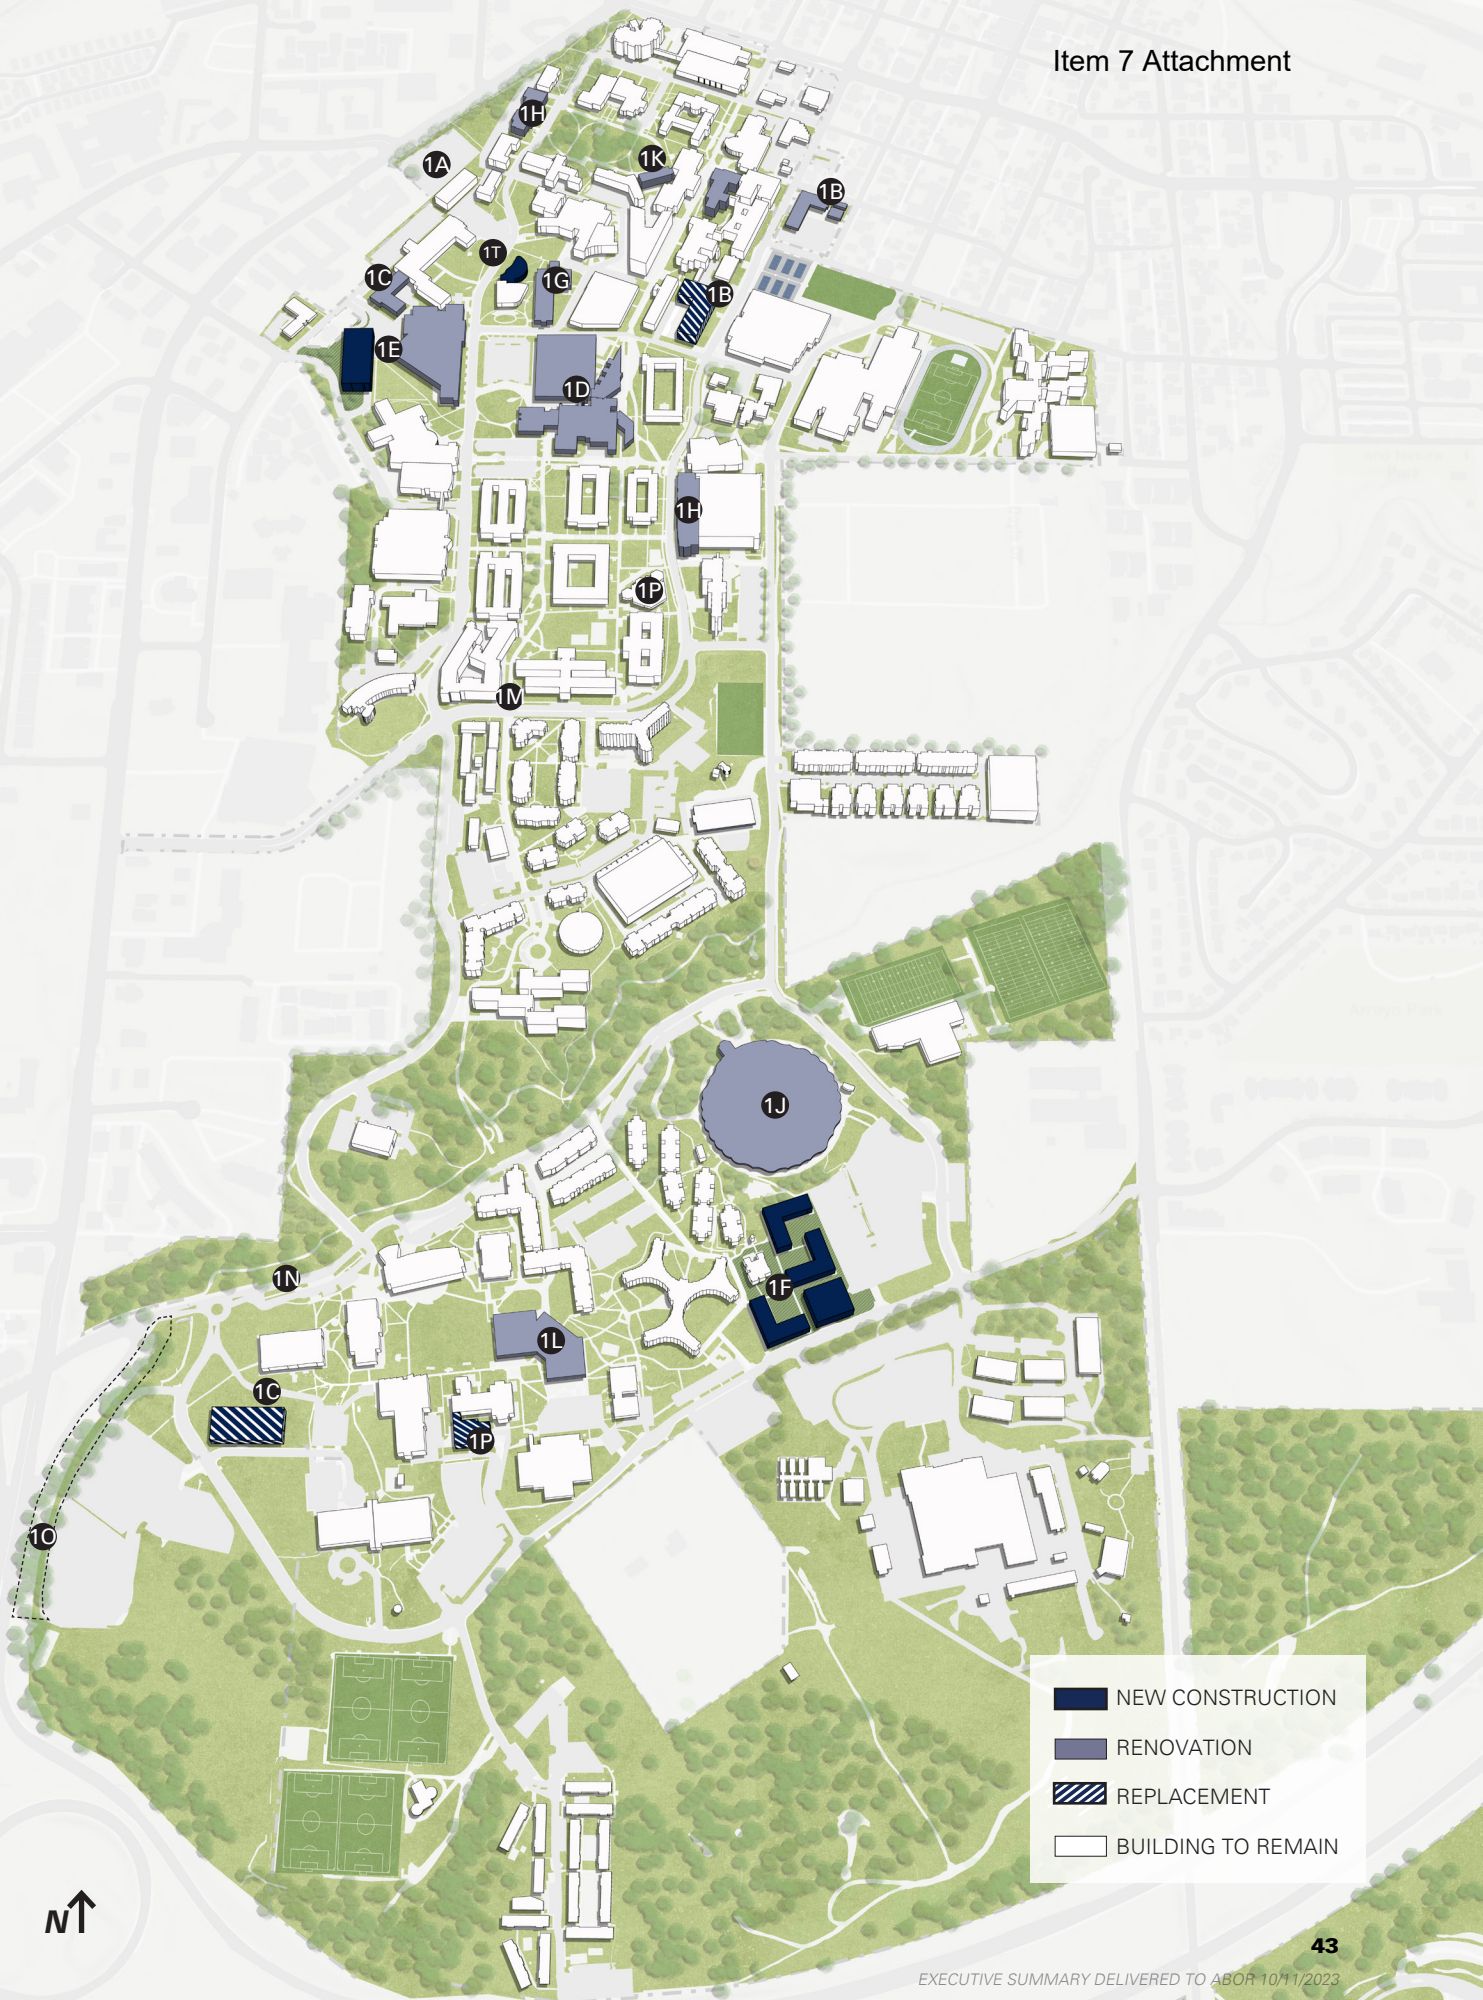 Item 7 Attachment
1H
1K
1A
1B
1T
1C
1G
1B
1E
1D
1H
1P
1M
1J
1N
1F
1L
1C
1P
1O
NEW CONSTRUCTION
RENOVATION
REPLACEMENT
BUILDING TO REMAIN
N
43
EXECUTIVE SUMMARY DELIVERED TO ABOR 10/11/2023